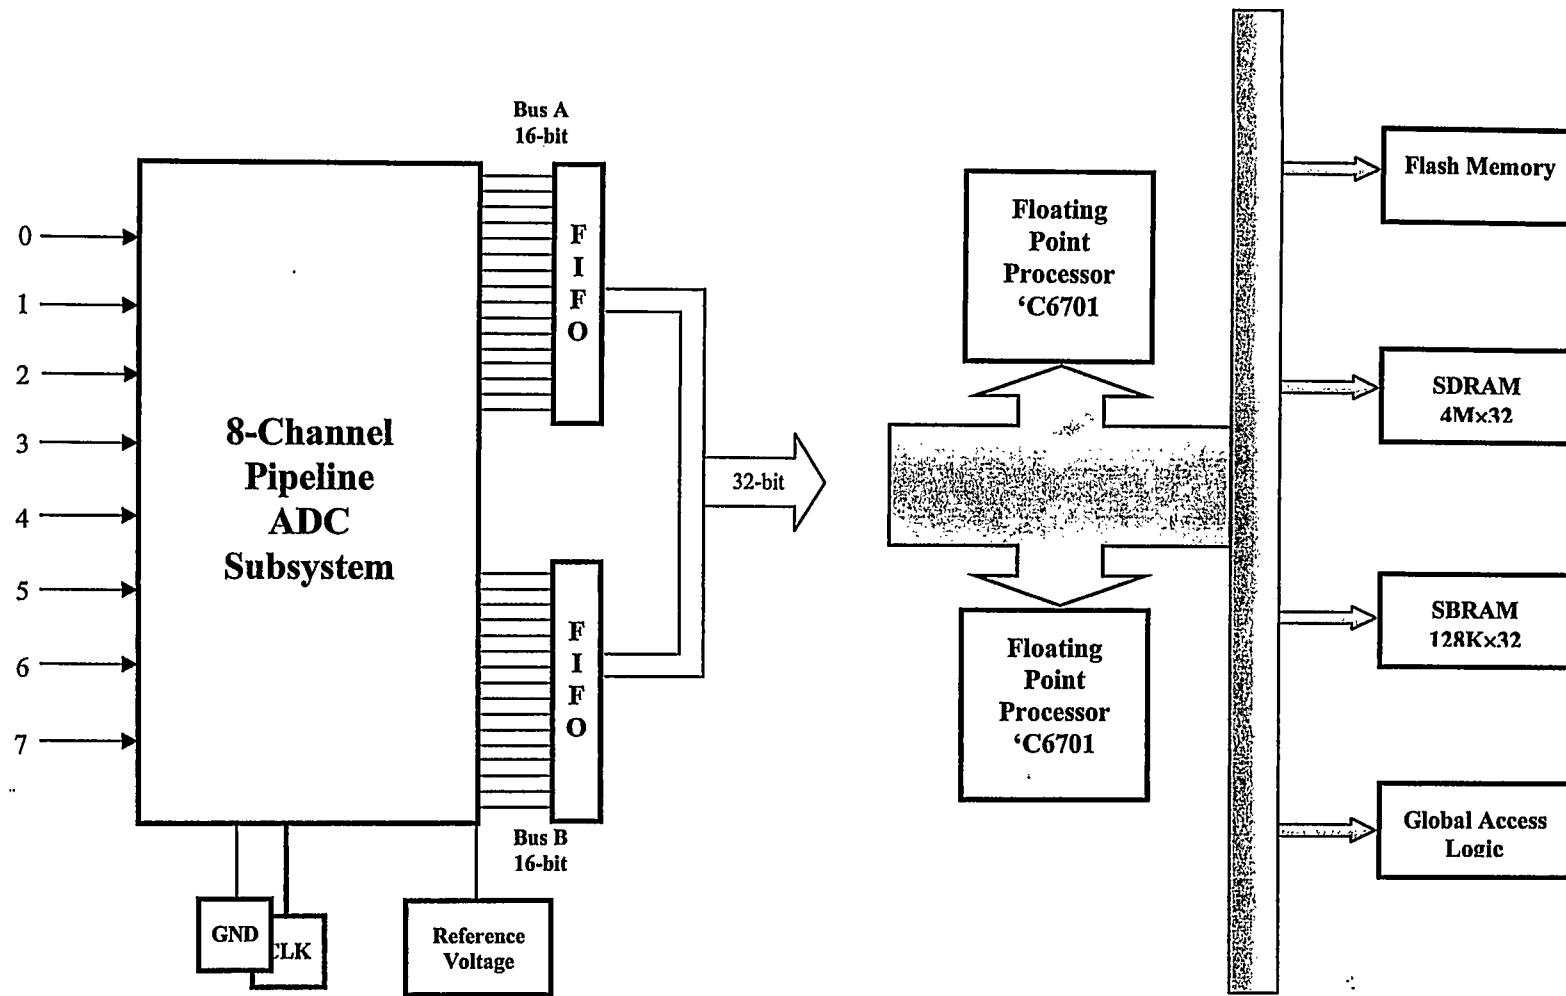 Bus A
16-bit
0
1
2
3
4
5
6
7
8-Channel
Pipeline
ADC
Subsystem
F
I
F
O
F
I
F
O
Bus B
16-bit
GND
CLK
Reference
Voltage
32-bit
Floating
Point
Processor
‘C6701
Floating
Point
Processor
‘C6701
Flash Memory
SDRAM
4M×32
SBRAM
128K×32
Global Access
Logic